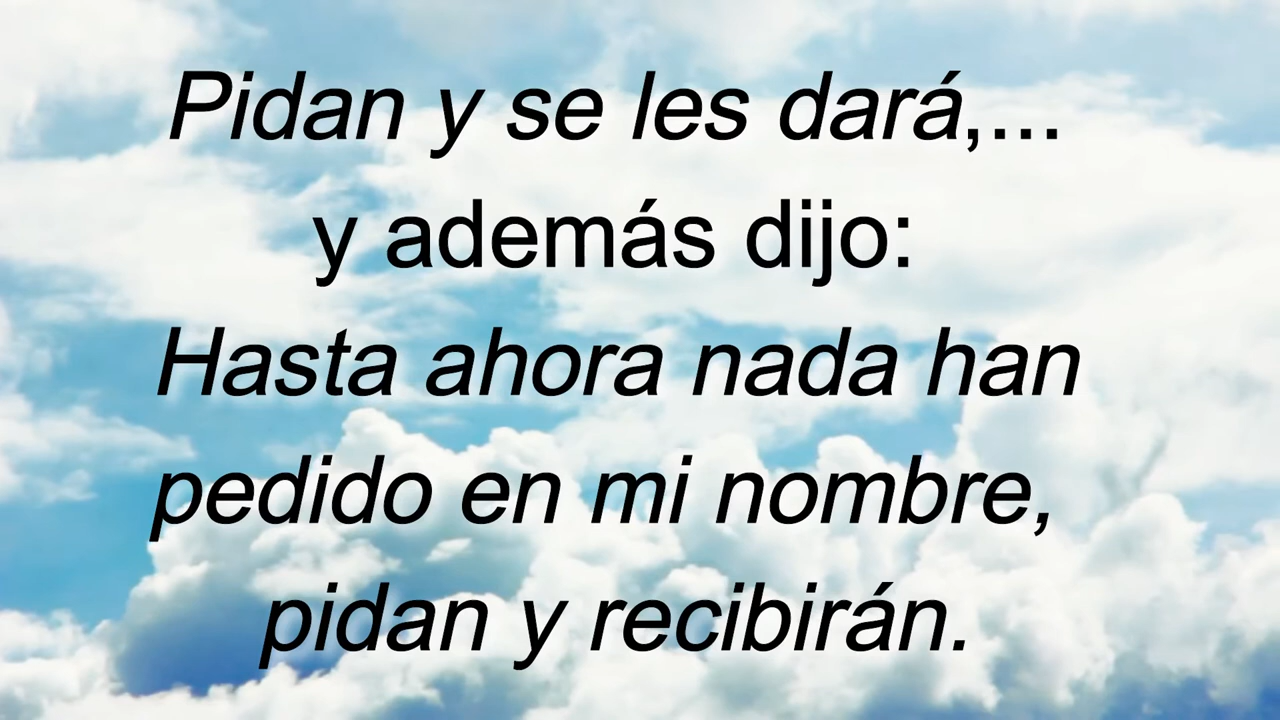 Pidan y se les dará,...
y además dijo:
Hasta ahora nada han
pedido en mi nombre,
pidan y recibirán.